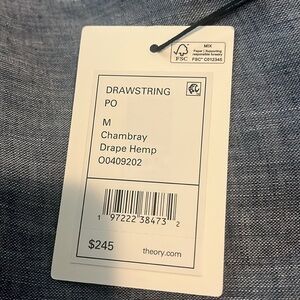 MIX
Paper | Supporting
responsible forestry
FSC® C012345
FSC
DRAWSTRING
PO
M
Chambray
Drape Hemp
O0409202
1 97222 38473 2
$245
theory.com